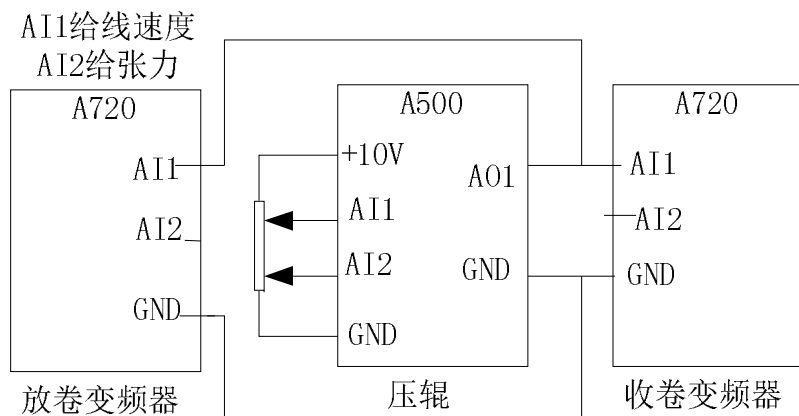 AI1给线速度
AI2给张力
A720
AI1
AI2
GND
放卷变频器
A500
+10V
AI1
AI2
GND
AO1
GND
压辊
A720
AI1
AI2
GND
收卷变频器